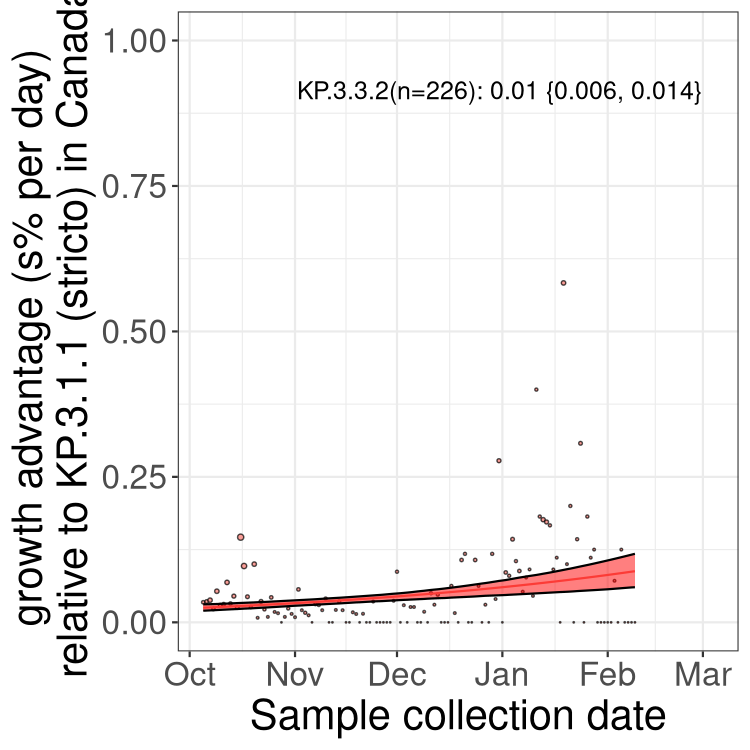 growth advantage (s% per day)
relative to KP.3.1.1 (stricto) in Canada
1.00
KP.3.3.2(n=226): 0.01 {0.006, 0.014}
0.75
0.50
0.25
0.00
Oct Nov Dec Jan Feb Mar
Sample collection date